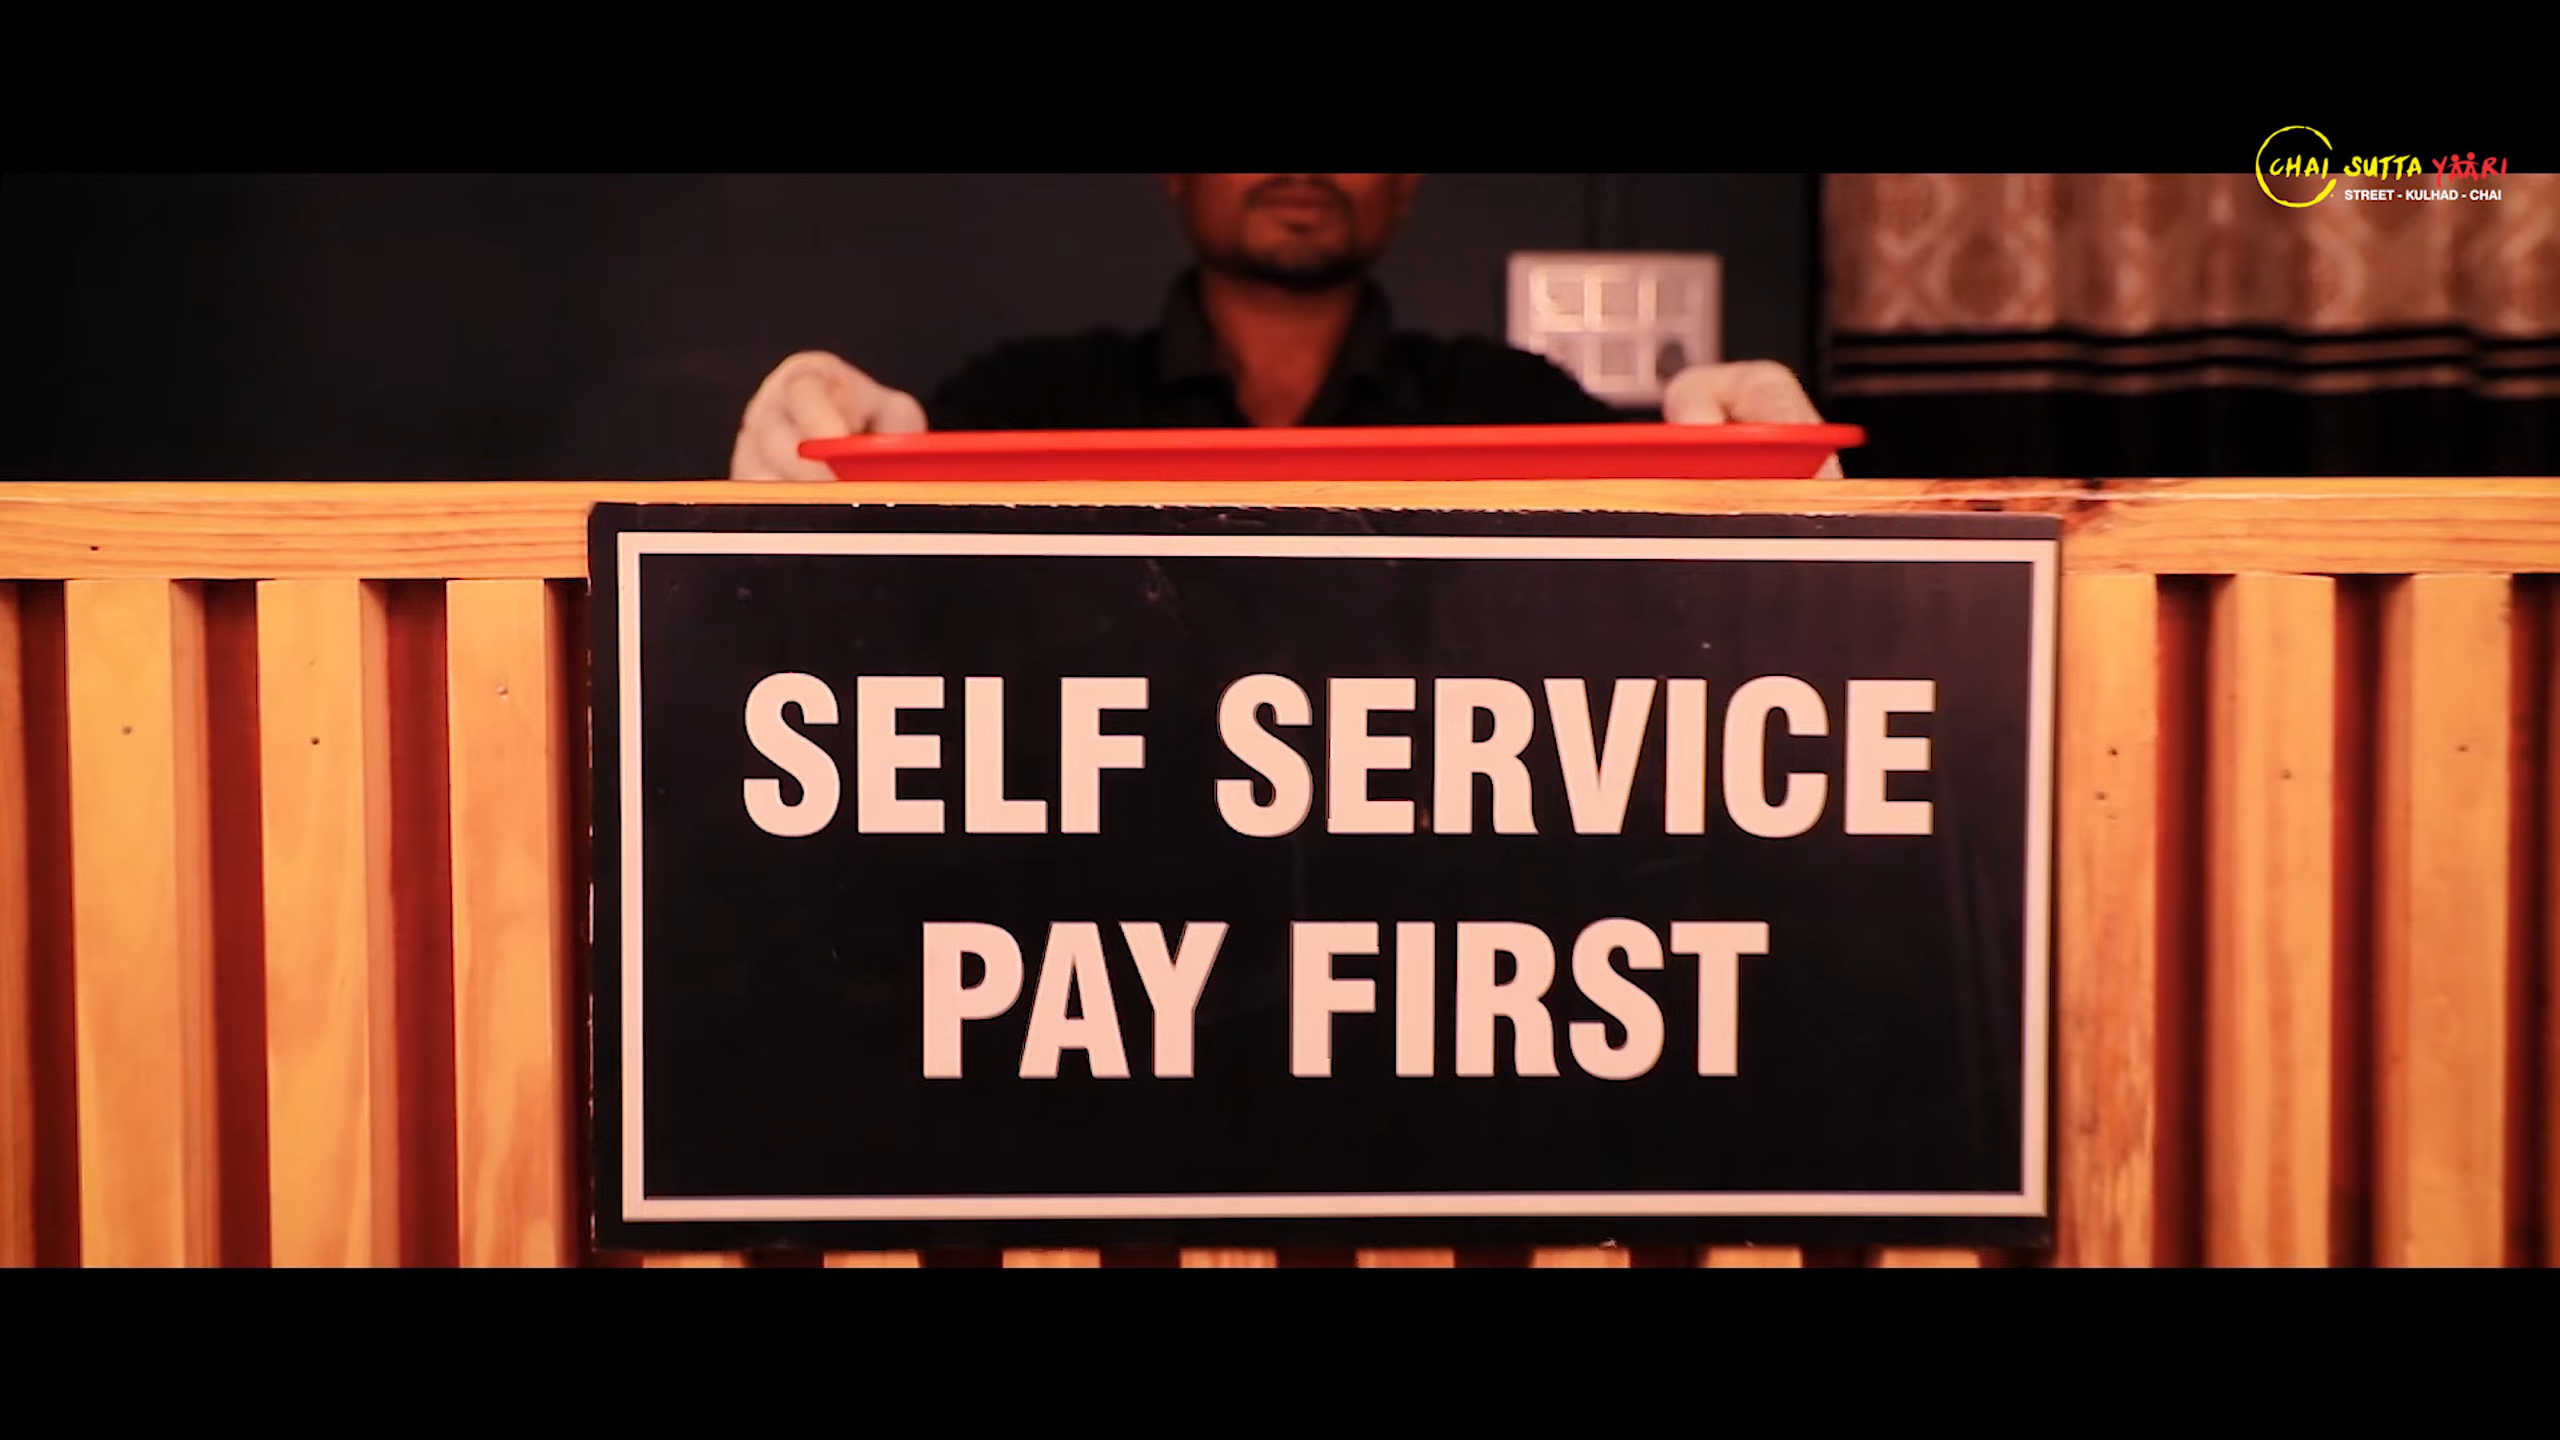 CHAI SUTTA YAARI
STREET - KULHAD - CHAI
SELF SERVICE
PAY FIRST